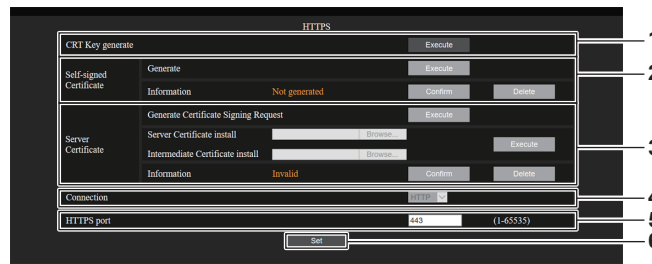 HTTPS
CRT Key generate Execute 1
Self-signed Certificate
Generate Execute 2
Information Not generated Confirm Delete
Server Certificate
Generate Certificate Signing Request Execute
Server Certificate install Browse... Execute 3
Intermediate Certificate install Browse...
Information Invalid Confirm Delete
Connection HTTP 4
HTTPS port 443 (1-65535) 5
Set 6